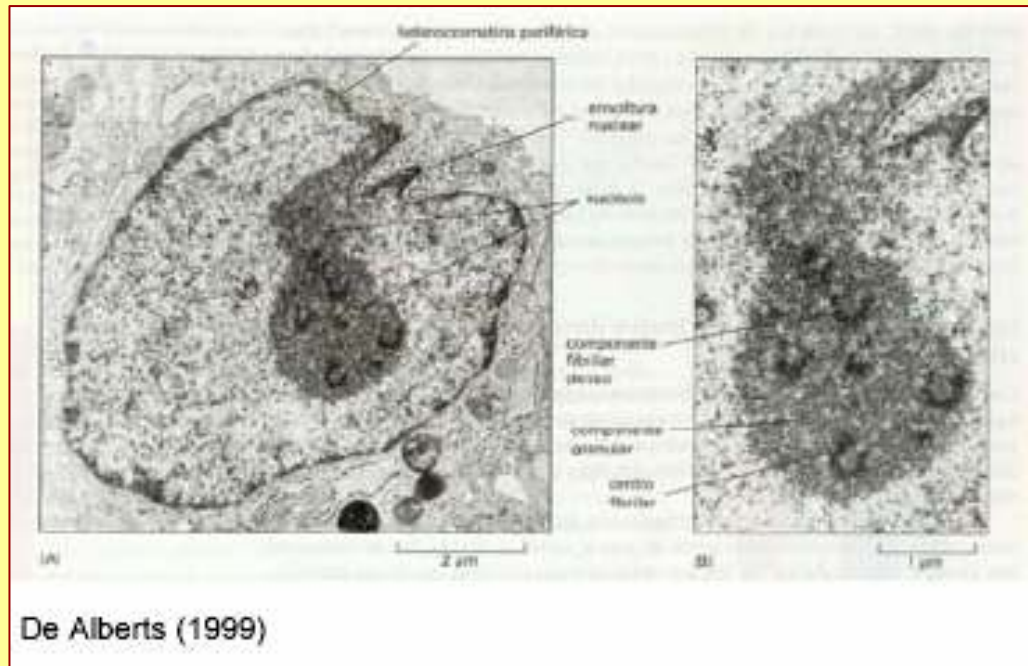 heterocromatina periférica
envoltura
nuclear
nucléolo
componente
fibrilar
denso
componente
granular
centro
fibrilar
(A)
2 μm
(B)
1 μm
De Alberts (1999)